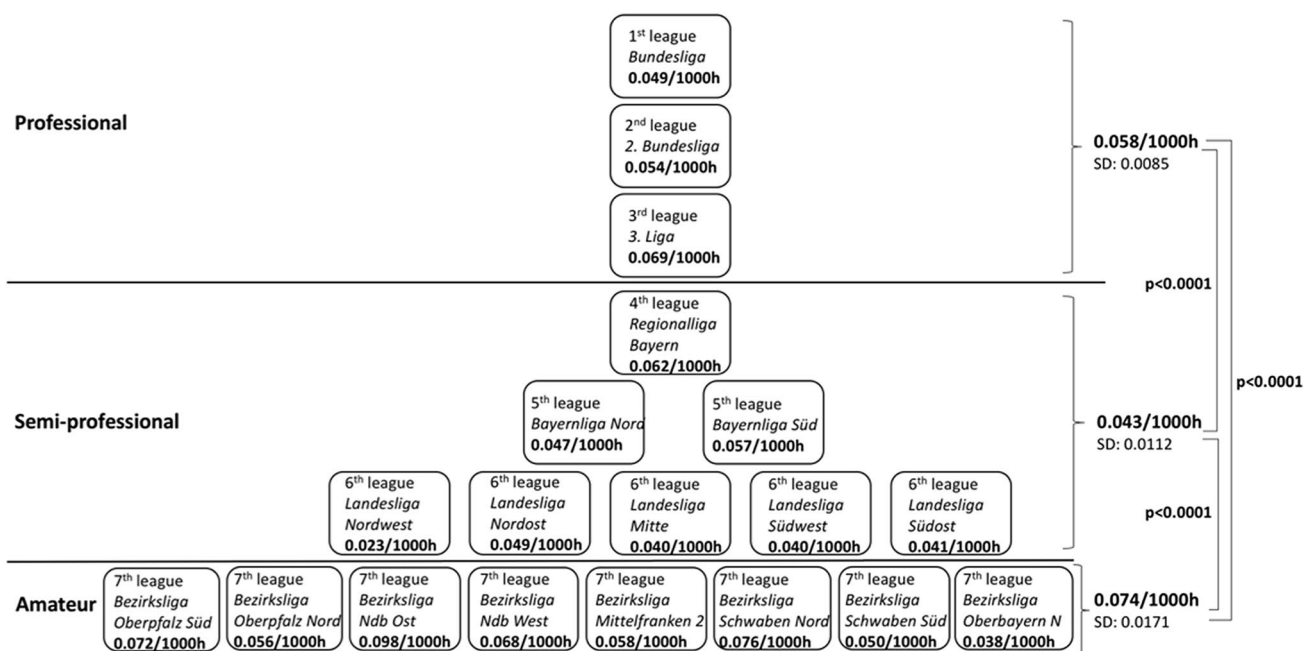 1st league
Bundesliga
0.049/1000h
Professional
2nd league
2. Bundesliga
0.054/1000h
0.058/1000h
SD: 0.0085
3rd league
3. Liga
0.069/1000h
p<0.0001
4th league
Regionalliga
Bayern
0.062/1000h
p<0.0001
Semi-professional
5th league
Bayernliga Nord
0.047/1000h
5th league
Bayernliga Süd
0.057/1000h
0.043/1000h
SD: 0.0112
6th league
Landesliga
Nordwest
0.023/1000h
6th league
Landesliga
Nordost
0.049/1000h
6th league
Landesliga
Mitte
0.040/1000h
6th league
Landesliga
Südwest
0.040/1000h
6th league
Landesliga
Südost
0.041/1000h
p<0.0001
Amateur
7th league
Bezirksliga
Oberpfalz Süd
0.072/1000h
7th league
Bezirksliga
Oberpfalz Nord
0.056/1000h
7th league
Bezirksliga
Ndb Ost
0.098/1000h
7th league
Bezirksliga
Ndb West
0.068/1000h
7th league
Bezirksliga
Mittelfranken 2
0.058/1000h
7th league
Bezirksliga
Schwaben Nord
0.076/1000h
7th league
Bezirksliga
Schwaben Süd
0.050/1000h
7th league
Bezirksliga
Oberbayern N
0.038/1000h
0.074/1000h
SD: 0.0171